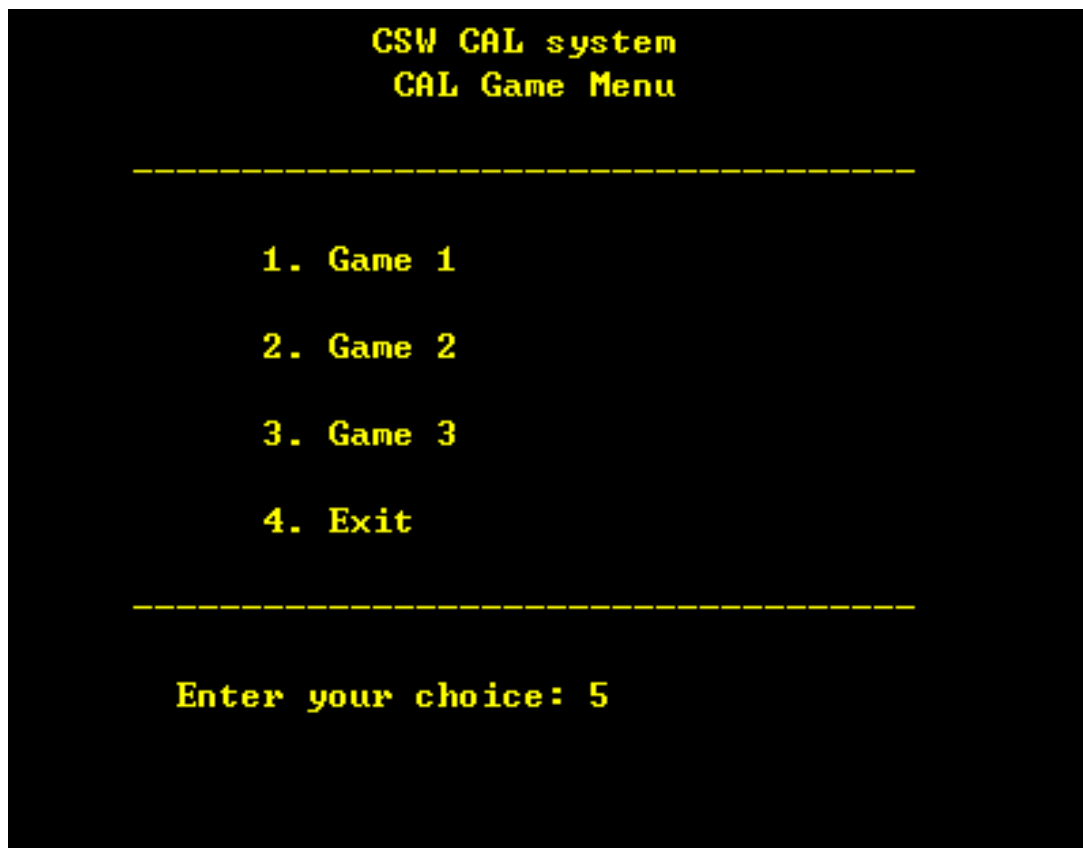 CSW CAL system
CAL Game Menu
1. Game 1
2. Game 2
3. Game 3
4. Exit
Enter your choice: 5